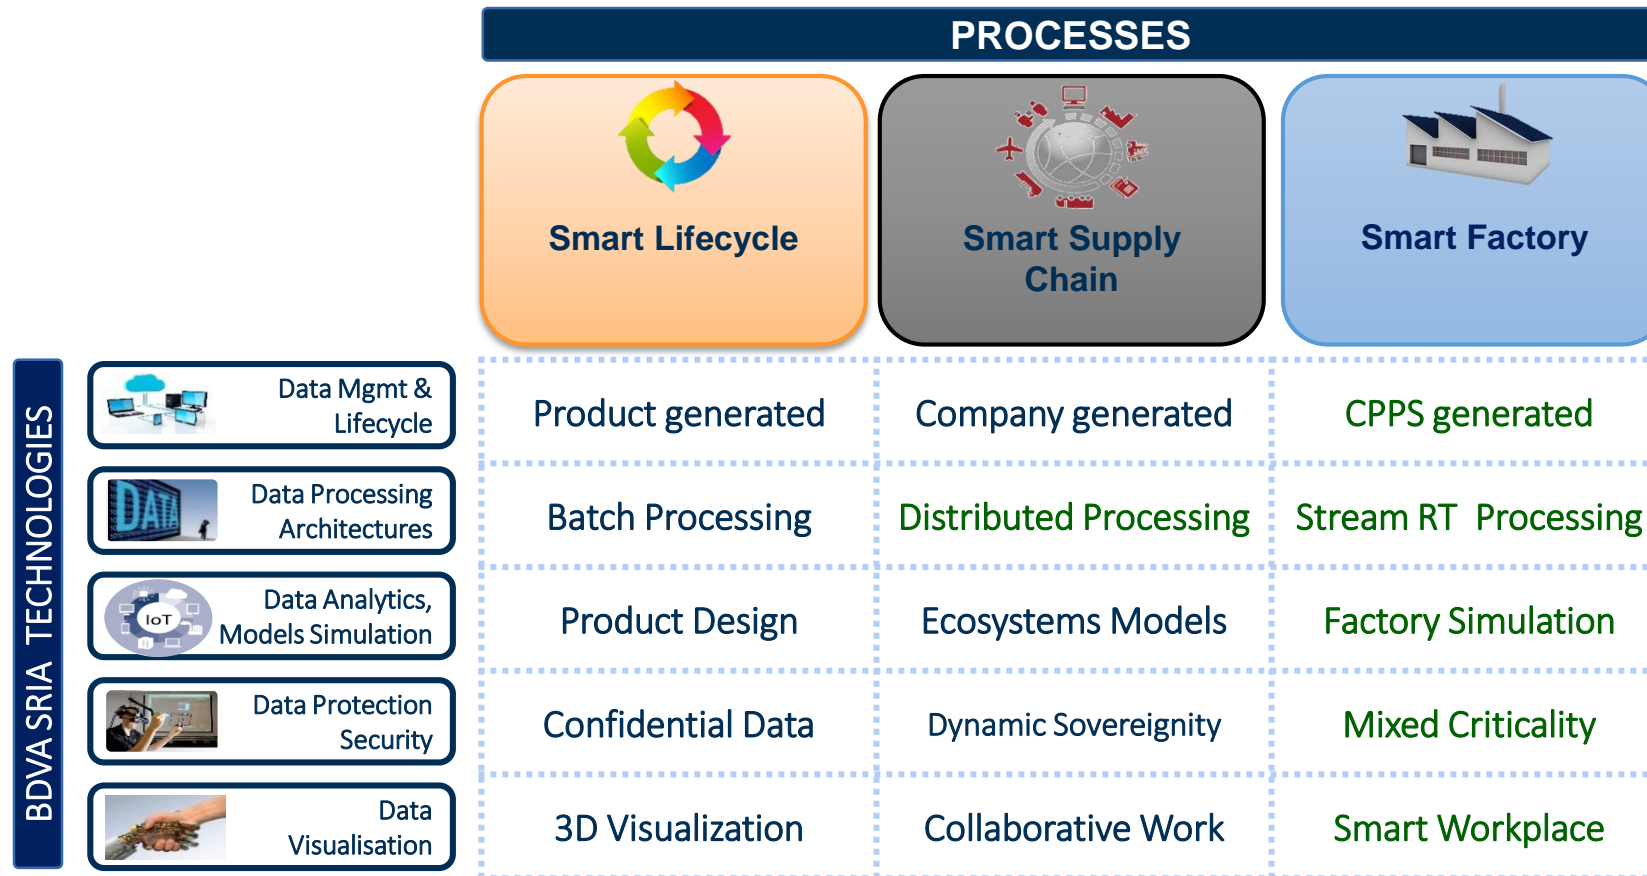 PROCESSES
Smart Lifecycle
Smart Supply
Chain
Smart Factory
BDVA SRIA TECHNOLOGIES
Data Mgmt &
Lifecycle
Product generated
Company generated
CPPS generated
DATA
Data Processing
Architectures
Batch Processing
Distributed Processing
Stream RT Processing
IoT
Data Analytics,
Models Simulation
Product Design
Ecosystems Models
Factory Simulation
Data Protection
Security
Confidential Data
Dynamic Sovereignity
Mixed Criticality
Data
Visualisation
3D Visualization
Collaborative Work
Smart Workplace